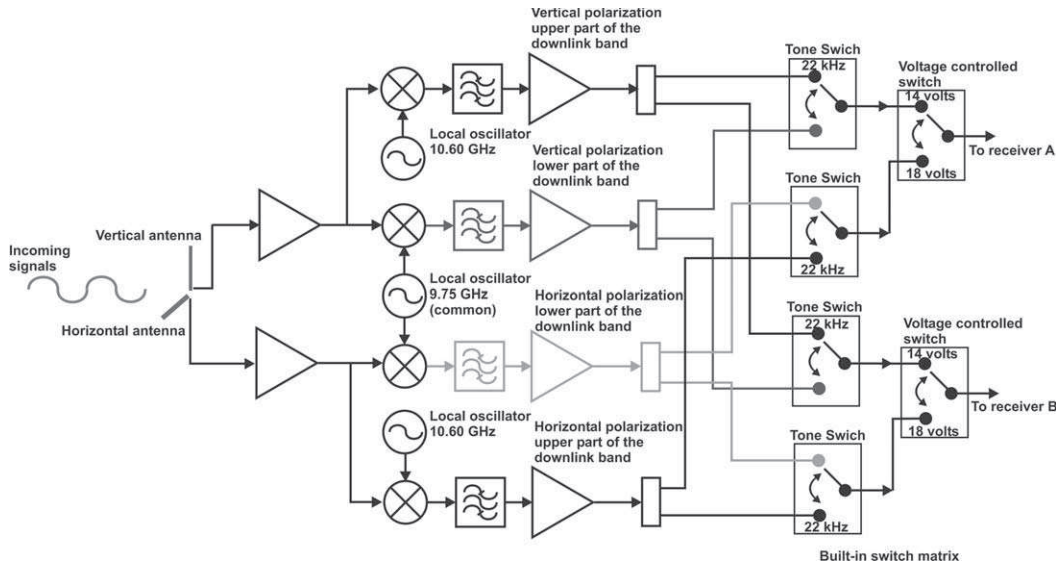 Vertical polarization
upper part of the
downlink band
Tone Swich
22 kHz
Voltage controlled
switch
14 volts
18 volts
To receiver A
Local oscillator
10.60 GHz
Vertical polarization
lower part of the
downlink band
Tone Swich
22 kHz
Incoming
signals
Vertical antenna
Horizontal antenna
Local oscillator
9.75 GHz
(common)
Horizontal polarization
lower part of the
downlink band
Tone Swich
22 kHz
Voltage controlled
switch
14 volts
18 volts
To receiver B
Local oscillator
10.60 GHz
Horizontal polarization
upper part of the
downlink band
Tone Swich
22 kHz
Built-in switch matrix